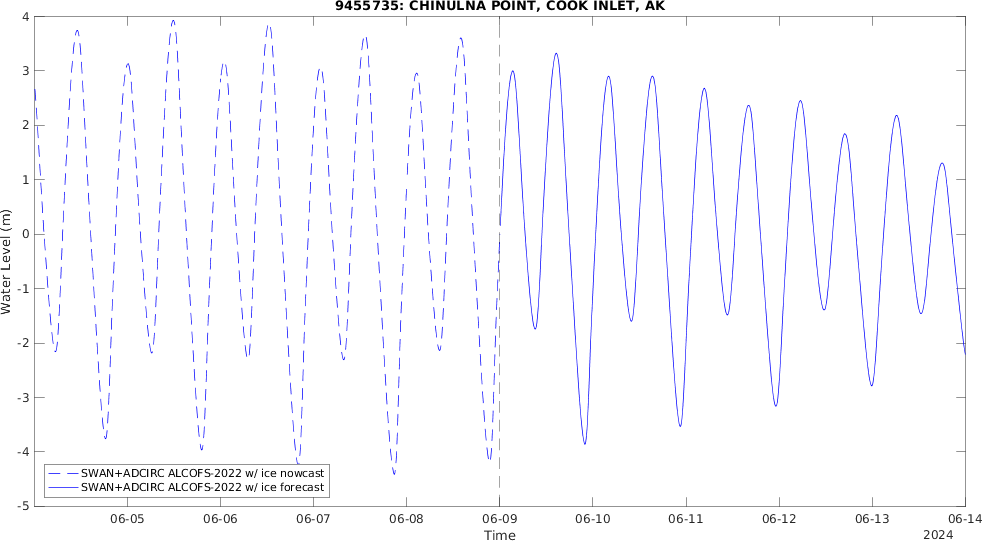 9455735: CHINULNA POINT, COOK INLET, AK
4
3
2
1
0
-1
-2
-3
-4
-5
Water Level (m)
SWAN+ADCIRC ALCOFS-2022 w/ ice nowcast
SWAN+ADCIRC ALCOFS-2022 w/ ice forecast
06-05 06-06 06-07 06-08 06-09 06-10 06-11 06-12 06-13 06-14
Time
2024